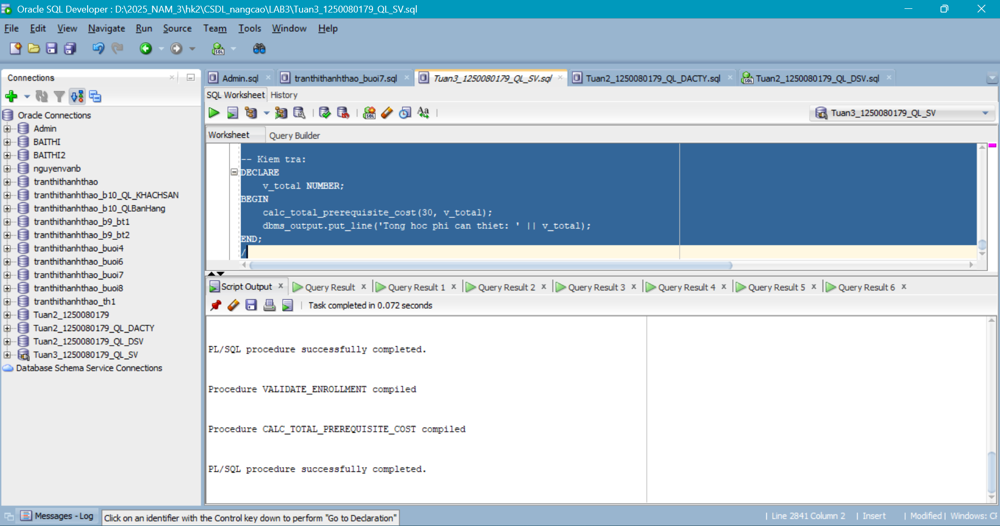 Oracle SQL Developer : D:\2025_NAM_3\hk2\CSDL_nangcao\LAB3\Tuan3_1250080179_QL_SV.sql
File Edit View Navigate Run Source Team Tools Window Help
Connections
Oracle Connections
Admin
BAITHI
BAITHI2
nguyenvanb
tranthithanhthao
tranthithanhthao_b10_QL_KHACHSAN
tranthithanhthao_b10_QLBanHang
tranthithanhthao_b9_bt1
tranthithanhthao_b9_bt2
tranthithanhthao_buoi4
tranthithanhthao_buoi6
tranthithanhthao_buoi7
tranthithanhthao_buoi8
tranthithanhthao_th1
Tuan2_1250080179
Tuan2_1250080179_QL_DACTY
Tuan2_1250080179_QL_DSV
Tuan3_1250080179_QL_SV
Database Schema Service Connections
Admin.sql tranthithanhthao_buoi7.sql Tuan3_1250080179_QL_SV.sql Tuan2_1250080179_QL_DACTY.sql Tuan2_1250080179_QL_DSV.sql
SQL Worksheet History
Tuan3_1250080179_QL_SV
Worksheet Query Builder
-- Kiem tra:
DECLARE
v_total NUMBER;
BEGIN
calc_total_prerequisite_cost(30, v_total);
dbms_output.put_line('Tong hoc phi can thiet: ' || v_total);
END;
/
Script Output x Query Result x Query Result 1 x Query Result 2 x Query Result 3 x Query Result 4 x Query Result 5 x Query Result 6 x
Task completed in 0.072 seconds
PL/SQL procedure successfully completed.
Procedure VALIDATE_ENROLLMENT compiled
Procedure CALC_TOTAL_PREREQUISITE_COST compiled
PL/SQL procedure successfully completed.
Messages - Log
Click on an identifier with the Control key down to perform "Go to Declaration"
| Line 2841 Column 2 | Insert | Modified | Windows: CF